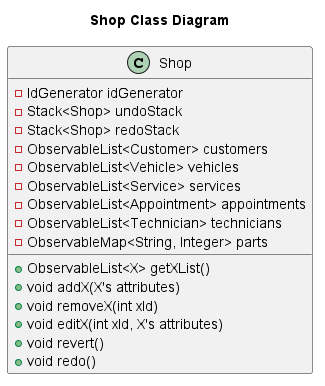 Shop Class Diagram
C Shop
IdGenerator idGenerator
Stack<Shop> undoStack
Stack<Shop> redoStack
ObservableList<Customer> customers
ObservableList<Vehicle> vehicles
ObservableList<Service> services
ObservableList<Appointment> appointments
ObservableList<Technician> technicians
ObservableMap<String, Integer> parts
ObservableList<X> getXList()
void addX(X's attributes)
void removeX(int xId)
void editX(int xId, X's attributes)
void revert()
void redo()